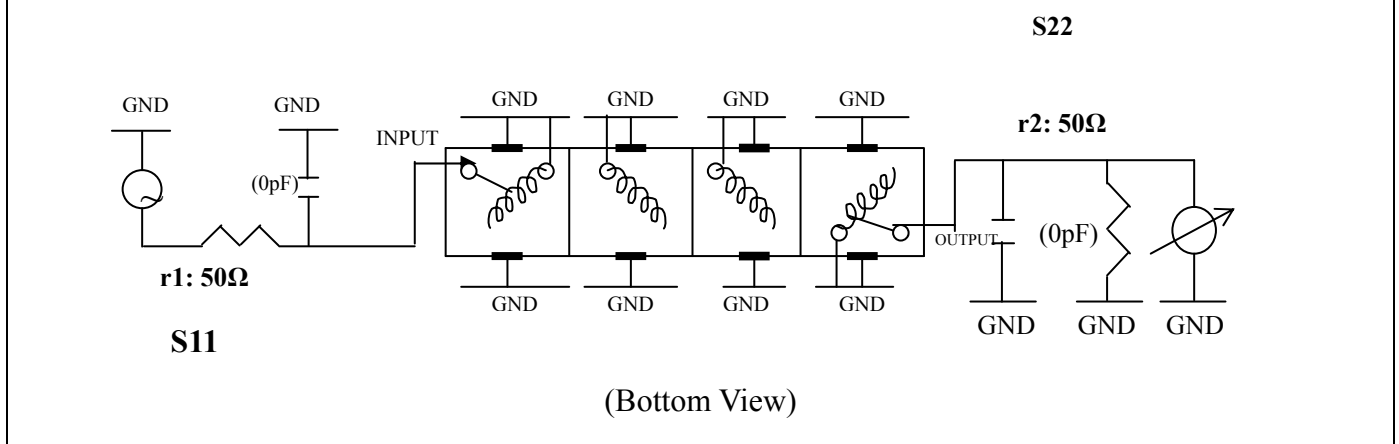 S22
GND
GND
GND
GND
GND
GND
r2: 50Ω
INPUT
(0pF)
OUTPUT
(0pF)
r1: 50Ω
GND
GND
GND
GND
GND
GND
GND
S11
(Bottom View)